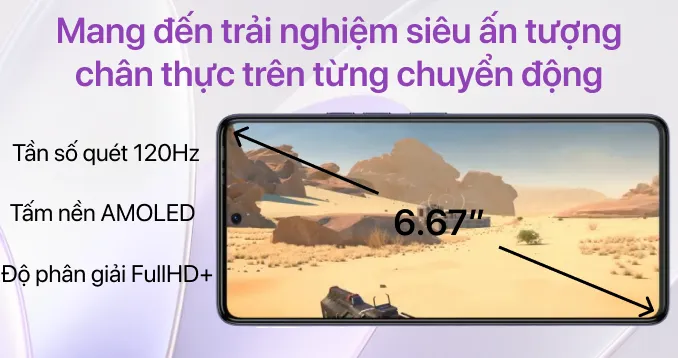 Mang đến trải nghiệm siêu ấn tượng
chân thực trên từng chuyển động
Tần số quét 120Hz
Tấm nền AMOLED
6.67"
Độ phân giải FullHD+